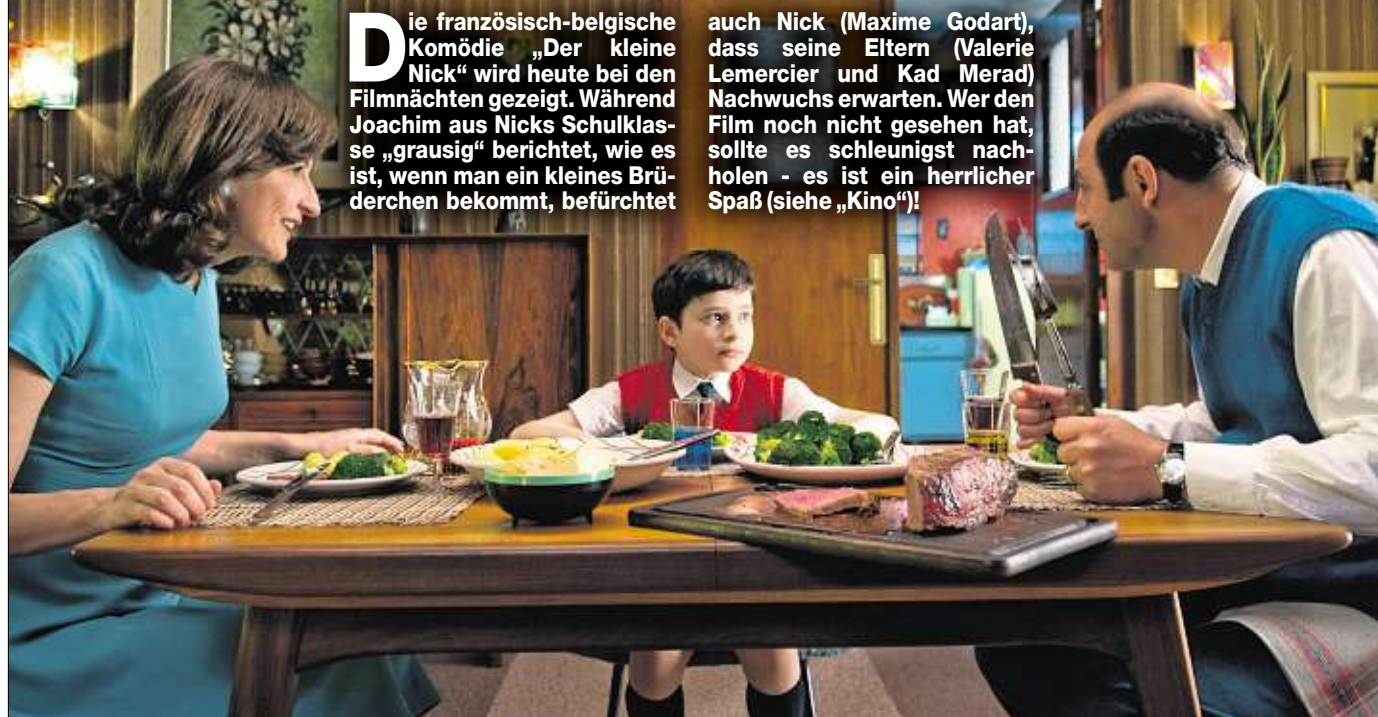 Die französisch-belgische
Komödie „Der kleine
Nick“ wird heute bei den
Filmnächten gezeigt. Während
Joachim aus Nicks Schulklas-
se „grausig“ berichtet, wie es
ist, wenn man ein kleines Brü-
derchen bekommt, befürchtet
auch Nick (Maxime Godart),
dass seine Eltern (Valerie
Lemercier und Kad Merad)
Nachwuchs erwarten. Wer den
Film noch nicht gesehen hat,
sollte es schleunigst nach-
holen - es ist ein herrlicher
Spaß (siehe „Kino“)!